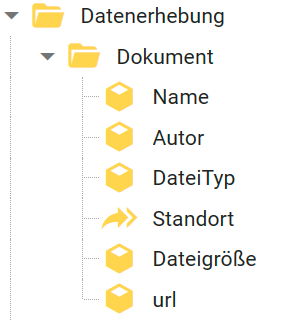 Datenerhebung
Dokument
Name
Autor
DateiTyp
Standort
Dateigröße
url